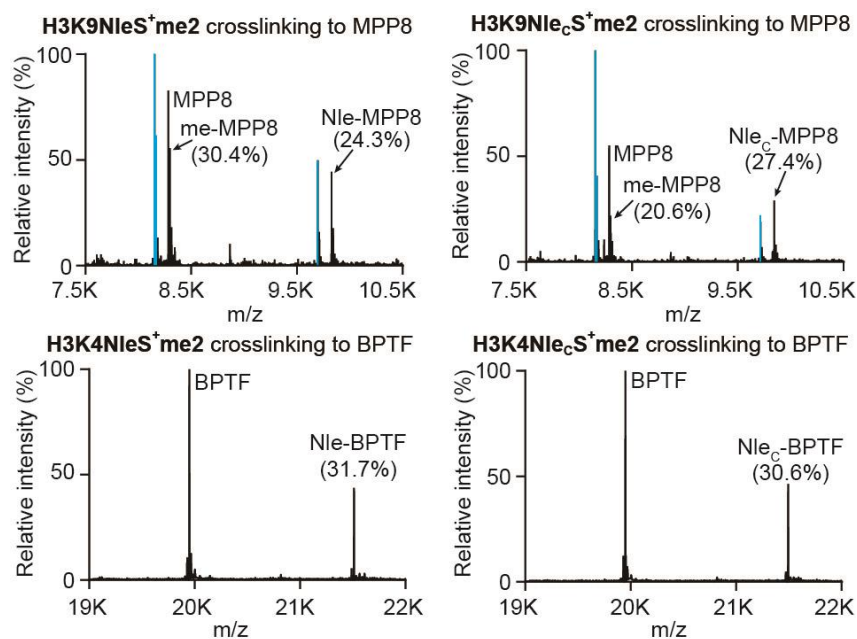 H3K9NleS⁺me2 crosslinking to MPP8
Relative intensity (%)
100
50
0
MPP8
me-MPP8
(30.4%)
Nle-MPP8
(24.3%)
7.5K 8.5K 9.5K 10.5K
m/z
H3K9Nle꜀S⁺me2 crosslinking to MPP8
Relative intensity (%)
100
50
0
MPP8
me-MPP8
(20.6%)
Nle꜀-MPP8
(27.4%)
7.5K 8.5K 9.5K 10.5K
m/z
H3K4NleS⁺me2 crosslinking to BPTF
Relative intensity (%)
100
50
0
BPTF
Nle-BPTF
(31.7%)
19K 20K 21K 22K
m/z
H3K4Nle꜀S⁺me2 crosslinking to BPTF
Relative intensity (%)
100
50
0
BPTF
Nle꜀-BPTF
(30.6%)
19K 20K 21K 22K
m/z